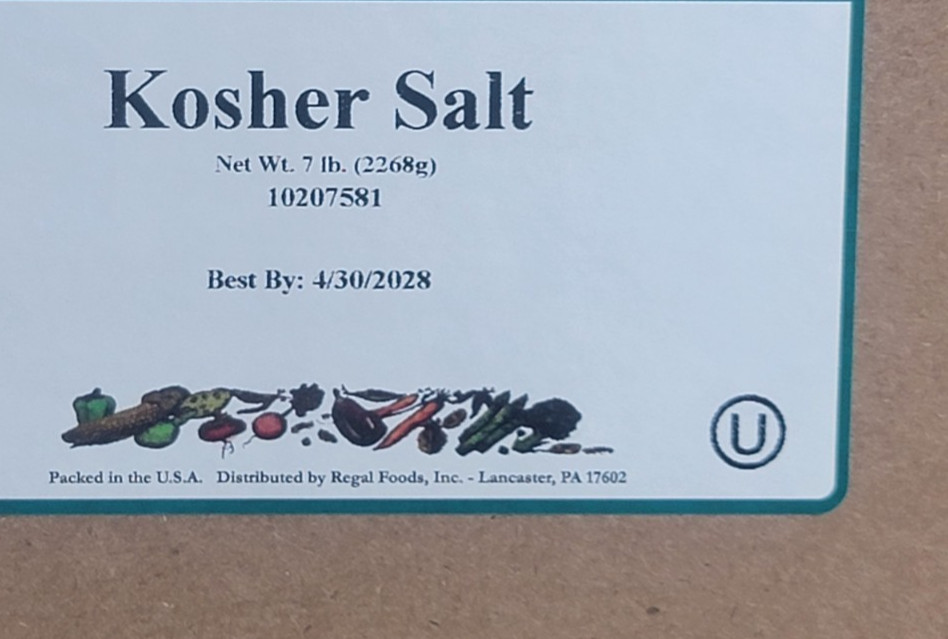 Kosher Salt
Net Wt. 7 lb. (2268g)
10207581
Best By: 4/30/2028
U
Packed in the U.S.A. Distributed by Regal Foods, Inc. - Lancaster, PA 17602